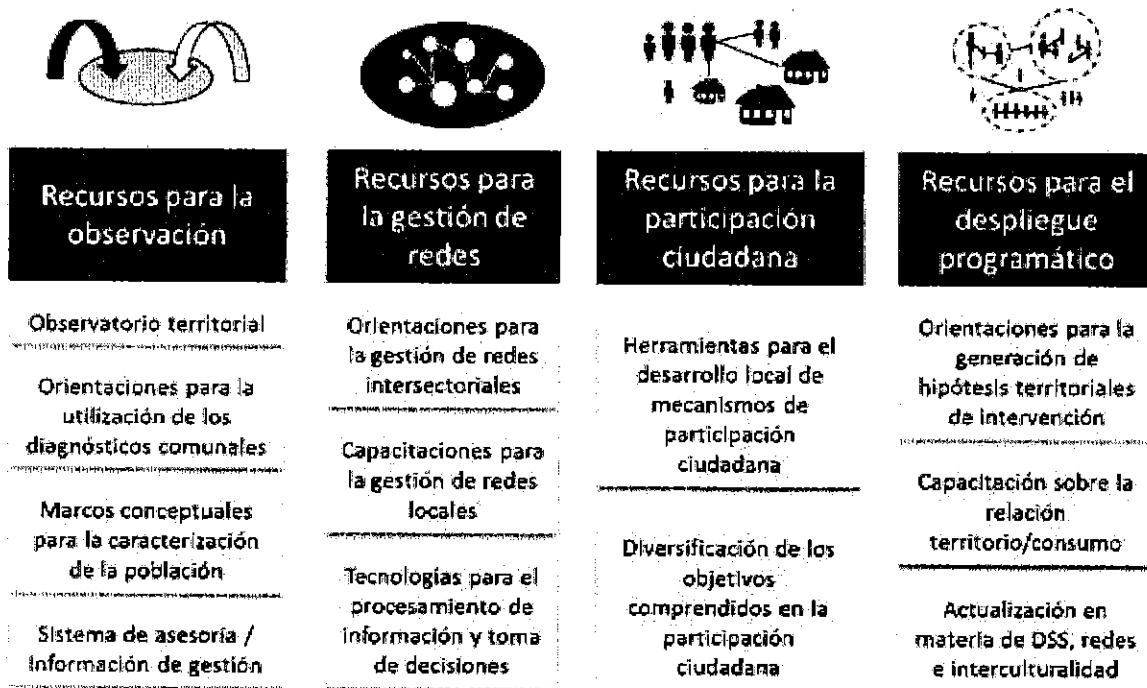 Recursos para la
observación
Observatorio territorial
Orientaciones para la
utilización de los
diagnósticos comunales
Marcos conceptuales
para la caracterización
de la población
Sistema de asesoría /
Información de gestión
Recursos para
la gestión de
redes
Orientaciones para
la gestión de redes
intersectoriales
Capacitaciones para
la gestión de redes
locales
Tecnologías para el
procesamiento de
información y toma
de decisiones
Recursos para la
participación
ciudadana
Herramientas para el
desarrollo local de
mecanismos de
participación
ciudadana
Diversificación de los
objetivos
comprendidos en la
participación
ciudadana
Recursos para el
despliegue
programático
Orientaciones para la
generación de
hipótesis territoriales
de intervención
Capacitación sobre la
relación
territorio/consumo
Actualización en
materia de DSS, redes
e interculturalidad